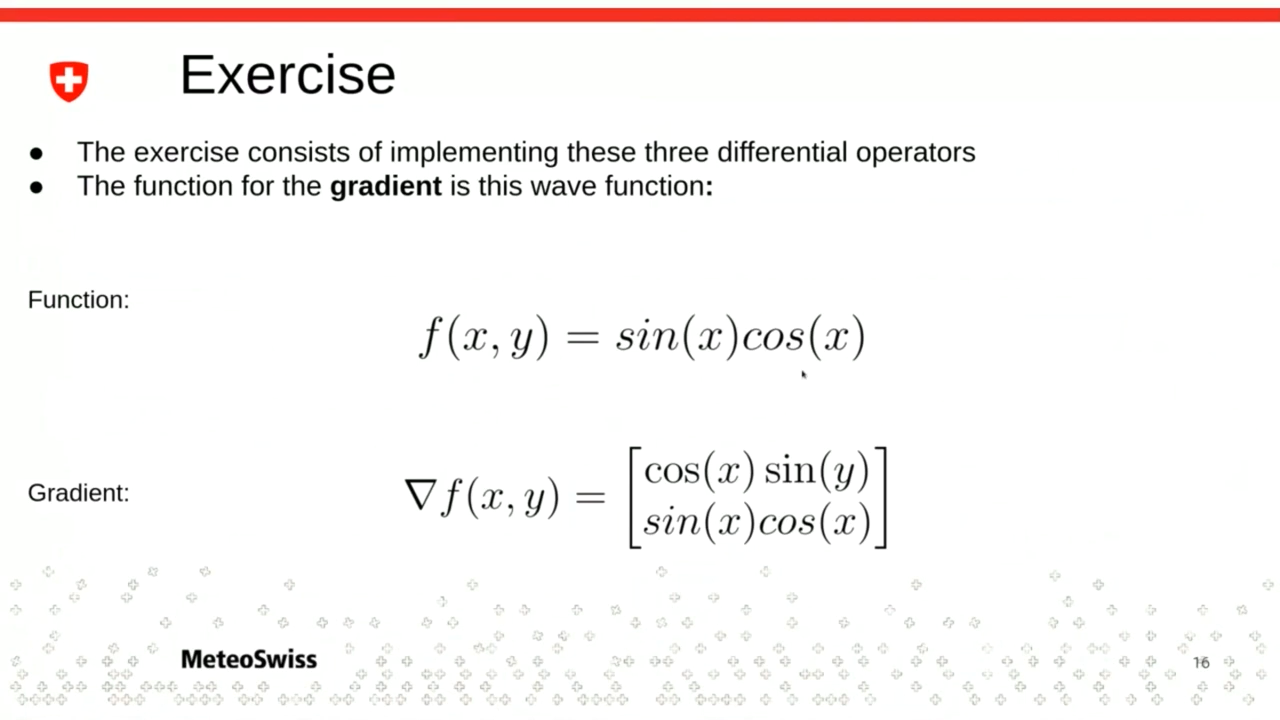 Exercise
● The exercise consists of implementing these three differential operators
● The function for the gradient is this wave function:
Function:
f(x, y) = sin(x)cos(x)
Gradient:
∇f(x, y) = [cos(x) sin(y)
sin(x)cos(x)]
MeteoSwiss
16